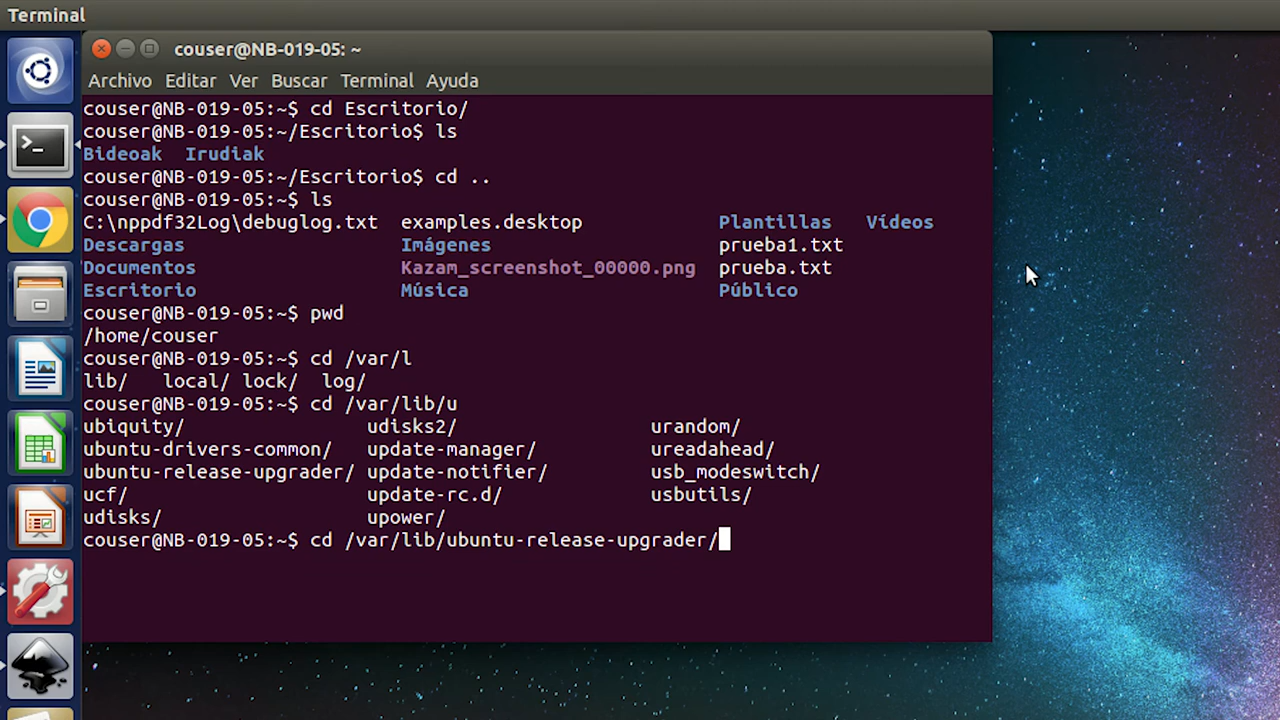 Terminal
couser@NB-019-05: ~
Archivo Editar Ver Buscar Terminal Ayuda
couser@NB-019-05:~$ cd Escritorio/
couser@NB-019-05:~/Escritorio$ ls
Bideoak Irudiak
couser@NB-019-05:~/Escritorio$ cd ..
couser@NB-019-05:~$ ls
C:\nppdf32Log\debuglog.txt examples.desktop Plantillas Vídeos
Descargas Imágenes prueba1.txt
Documentos Kazam_screenshot_00000.png prueba.txt
Escritorio Música Público
couser@NB-019-05:~$ pwd
/home/couser
couser@NB-019-05:~$ cd /var/l
lib/ local/ lock/ log/
couser@NB-019-05:~$ cd /var/lib/u
ubiquity/ udisks2/ urandom/
ubuntu-drivers-common/ update-manager/ ureadahead/
ubuntu-release-upgrader/ update-notifier/ usb_modeswitch/
ucf/ update-rc.d/ usbutils/
udisks/ upower/
couser@NB-019-05:~$ cd /var/lib/ubuntu-release-upgrader/